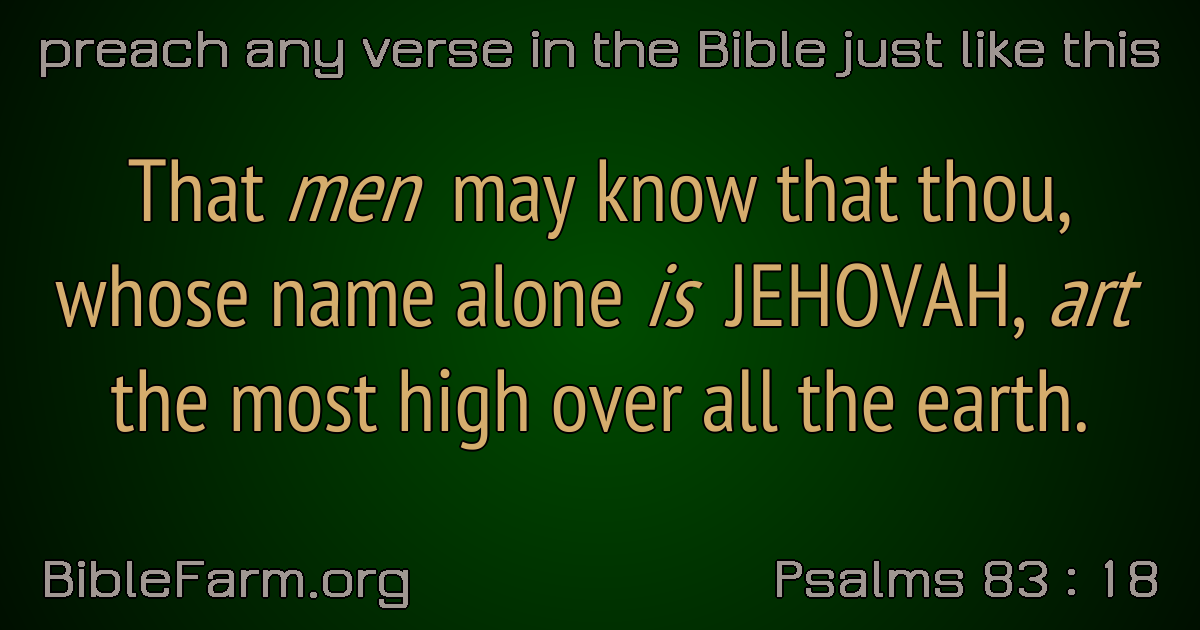 preach any verse in the Bible just like this
That men may know that thou,
whose name alone is JEHOVAH, art
the most high over all the earth.
BibleFarm.org
Psalms 83 : 18